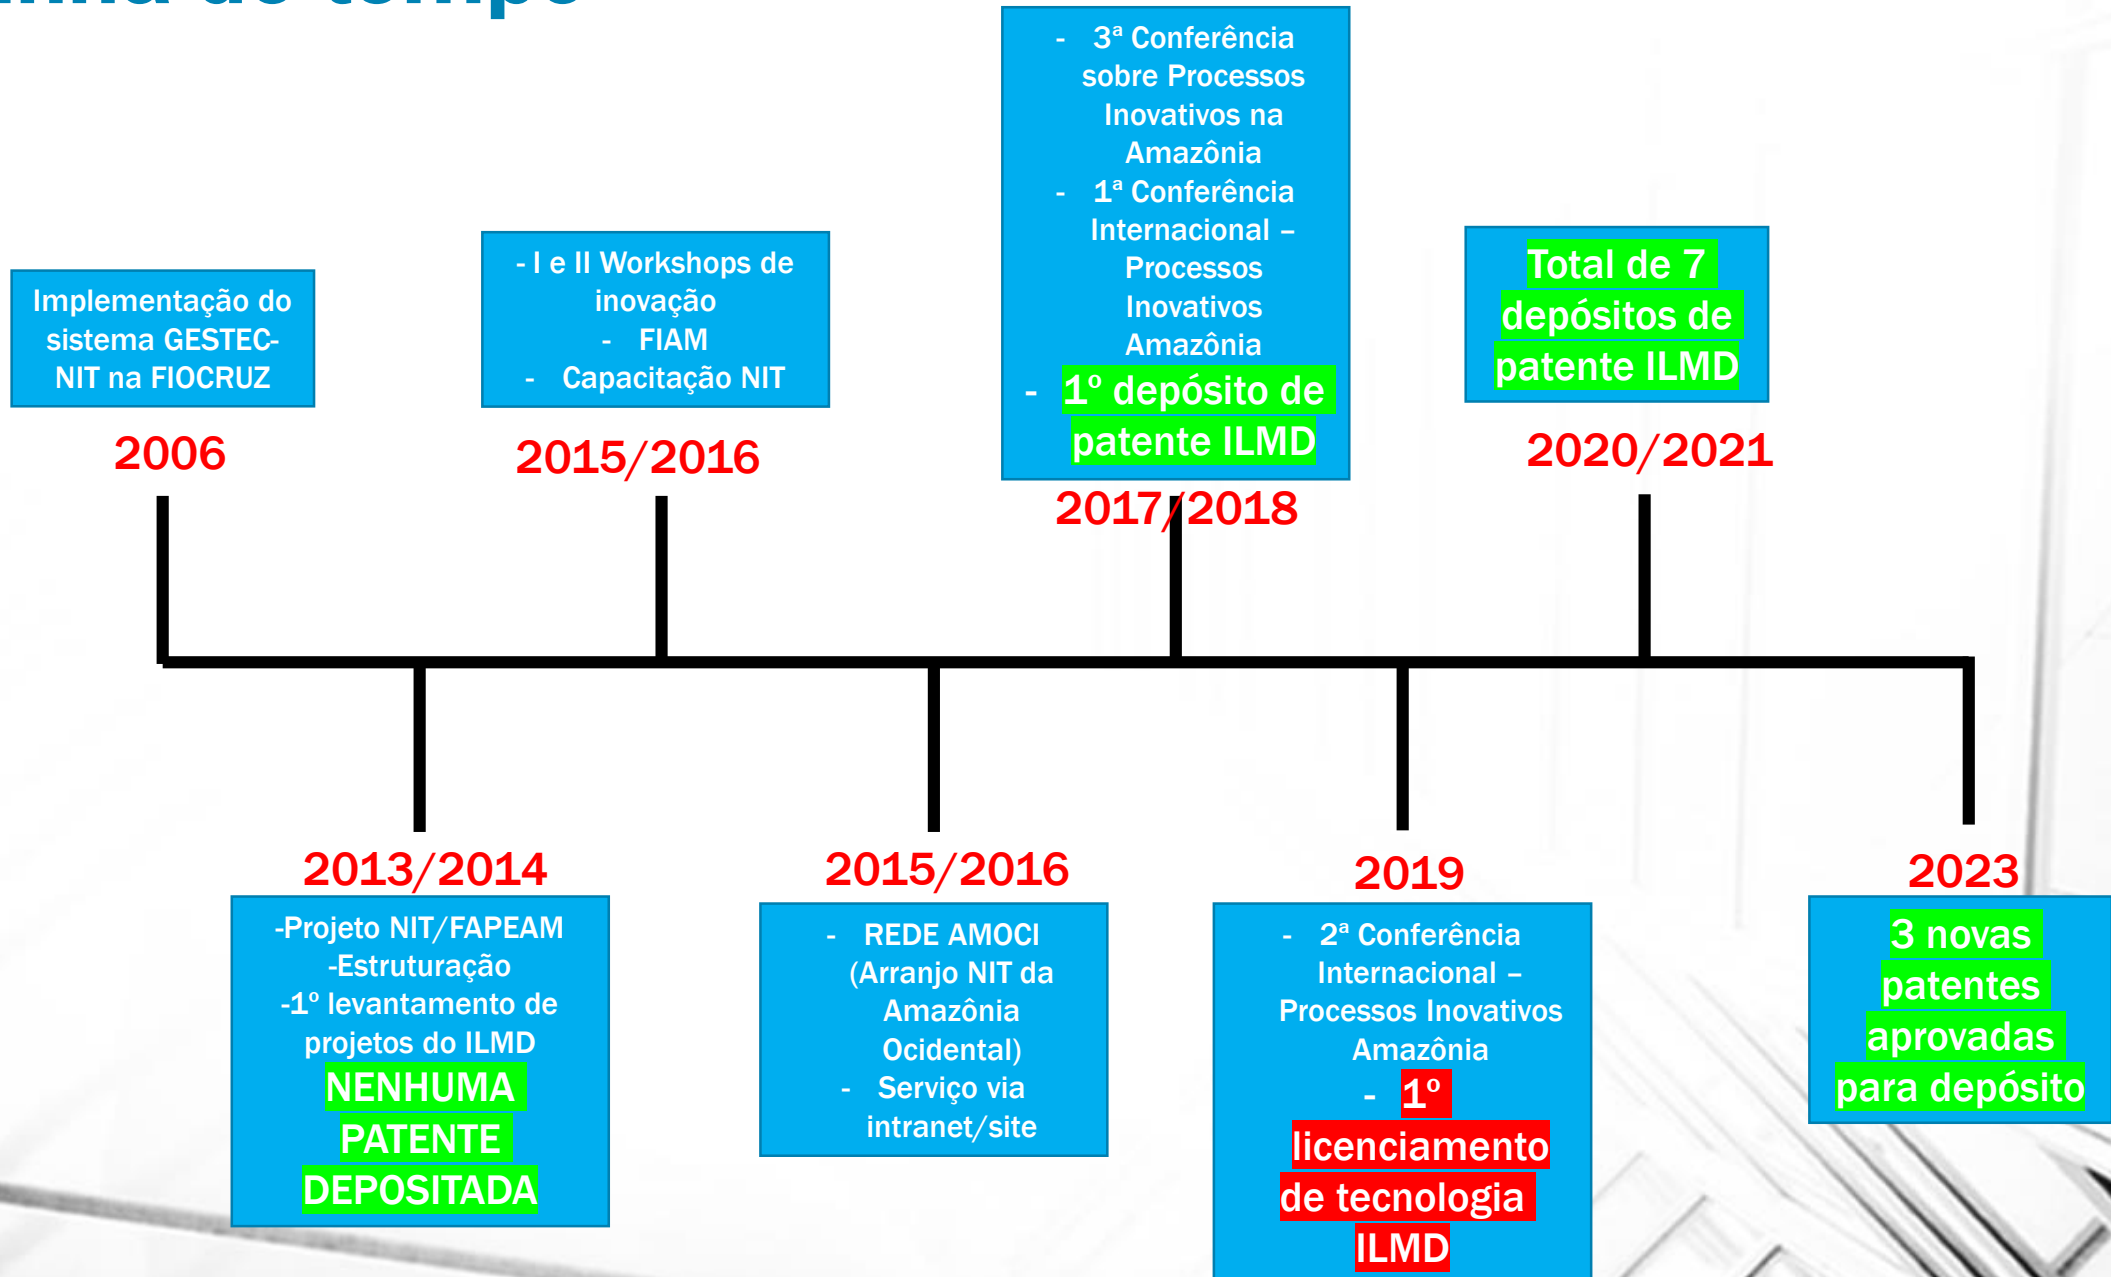 do tempo
Implementação do
sistema GESTEC-
NIT na FIOCRUZ
2006
- I e II Workshops de
inovação
- FIAM
- Capacitação NIT
2015/2016
- 3ª Conferência
sobre Processos
Inovativos na
Amazônia
- 1ª Conferência
Internacional –
Processos
Inovativos
Amazônia
- 1º depósito de
patente ILMD
2017/2018
Total de 7
depósitos de
patente ILMD
2020/2021
2013/2014
-Projeto NIT/FAPEAM
-Estruturação
-1º levantamento de
projetos do ILMD
NENHUMA
PATENTE
DEPOSITADA
2015/2016
- REDE AMOCI
(Arranjo NIT da
Amazônia
Ocidental)
- Serviço via
intranet/site
2019
- 2ª Conferência
Internacional –
Processos Inovativos
Amazônia
- 1º
licenciamento
de tecnologia
ILMD
2023
3 novas
patentes
aprovadas
para depósito